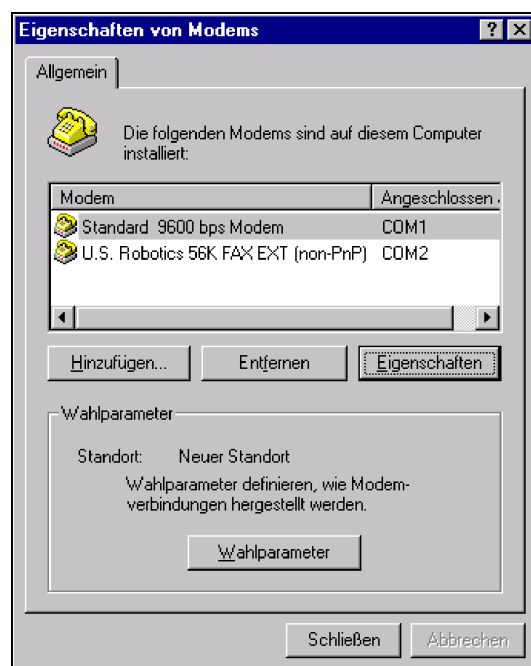 Eigenschaften von Modems
Allgemein
Die folgenden Modems sind auf diesem Computer
installiert:
Modem Angeschlossen
Standard 9600 bps Modem COM1
U.S. Robotics 56K FAX EXT (non-PnP) COM2
Hinzufügen... Entfernen Eigenschaften
Wahlparameter
Standort: Neuer Standort
Wahlparameter definieren, wie Modem-
verbindungen hergestellt werden.
Wahlparameter
Schließen Abbrechen